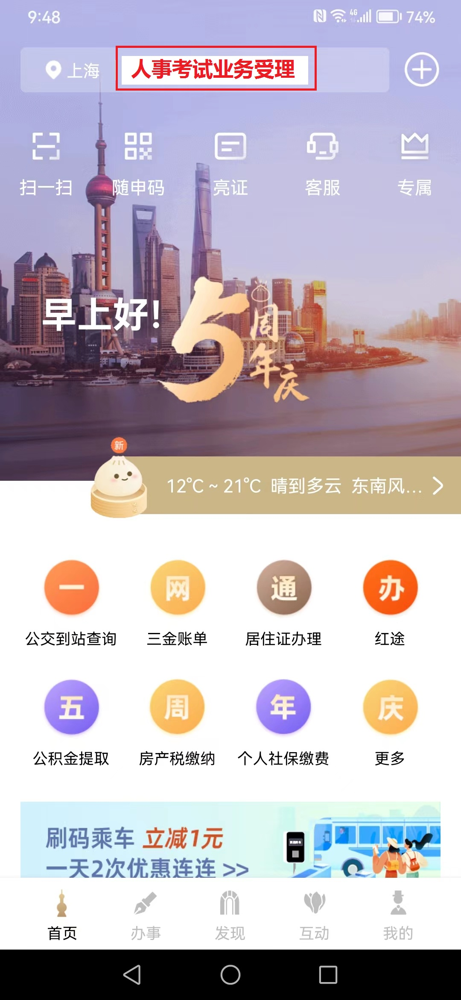 9:48
4G
74%
上海
人事考试业务受理
扫一扫
随申码
亮证
客服
专属
早上好!
5
周年庆
新
12℃ ~ 21℃ 晴到多云 东南风...
一
网
通
办
公交到站查询
三金账单
居住证办理
红途
五
周
年
庆
公积金提取
房产税缴纳
个人社保缴费
更多
刷码乘车 立减1元
一天2次优惠连连 >>
首页
办事
发现
互动
我的